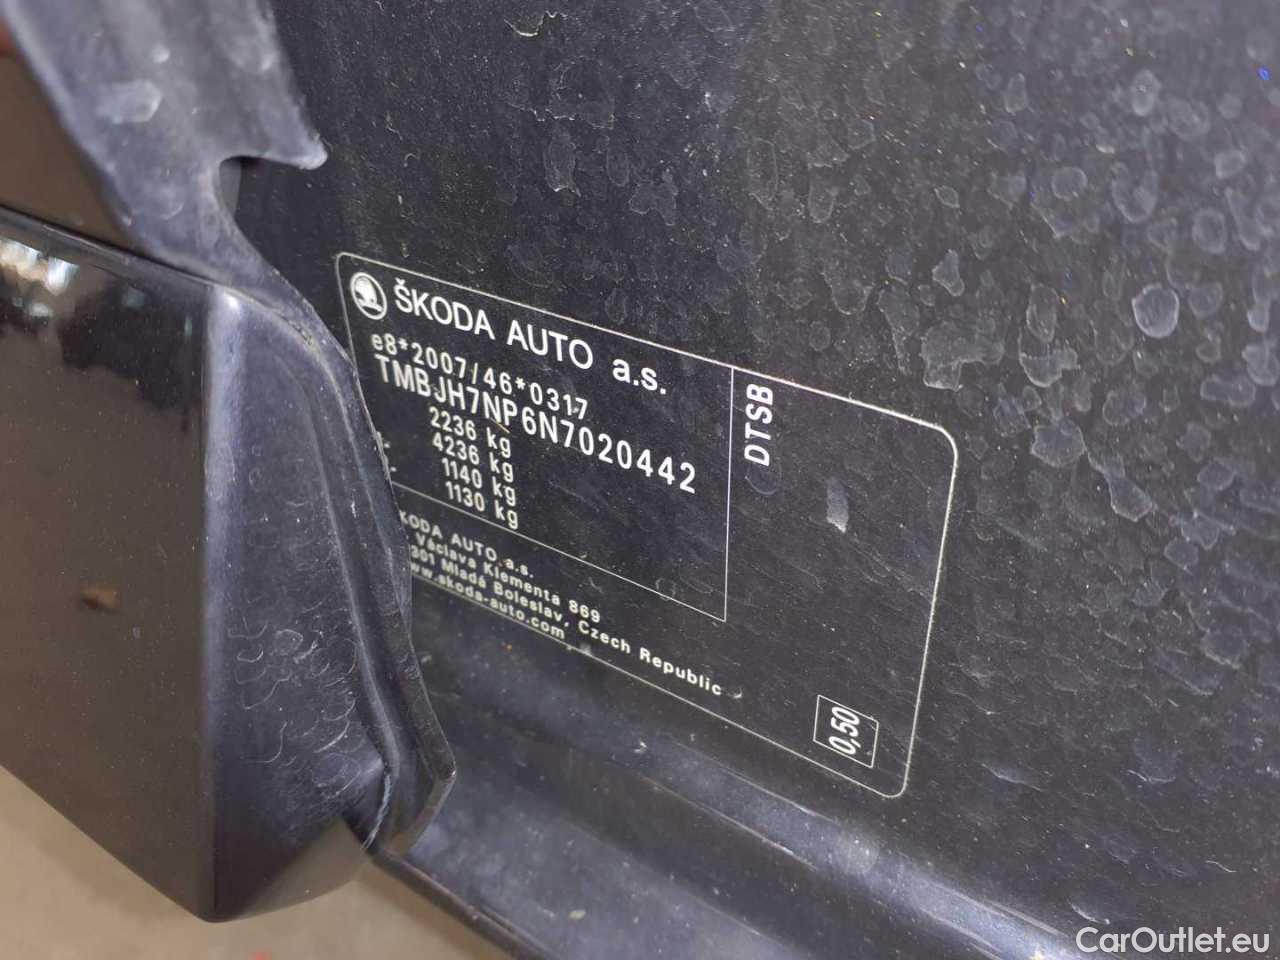 ŠKODA AUTO a.s.
e8*2007/46*0317
TMBJH7NP6N7020442
2236 kg
4236 kg
1140 kg
1130 kg
DTSB
ŠKODA AUTO a.s.
Václava Klementa 869
301 Mladá Boleslav, Czech Republic
www.skoda-auto.com
0,50
CarOutlet.eu